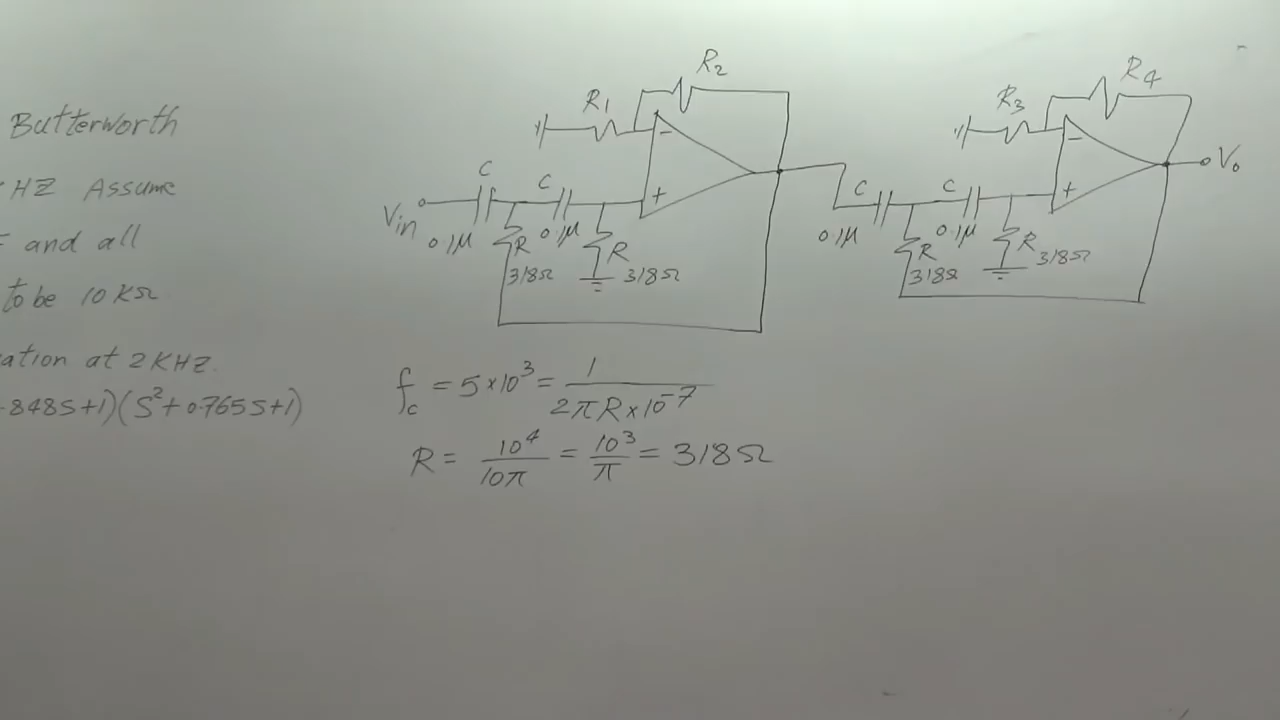 Butterworth
HZ Assume
and all
to be 10 KΩ
ation at 2 KHZ.
.848S+1)(S²+0.765S+1)
R1
R2
C
C
Vin
0.1μ
R
0.1μ
R
318Ω
318Ω
-
+
R3
R4
C
C
0.1μ
R
0.1μ
R
318Ω
318Ω
-
+
Vo
fc = 5×10³ = 1 / 2πR×10⁻⁷
R = 10⁴ / 10π = 10³ / π = 318Ω